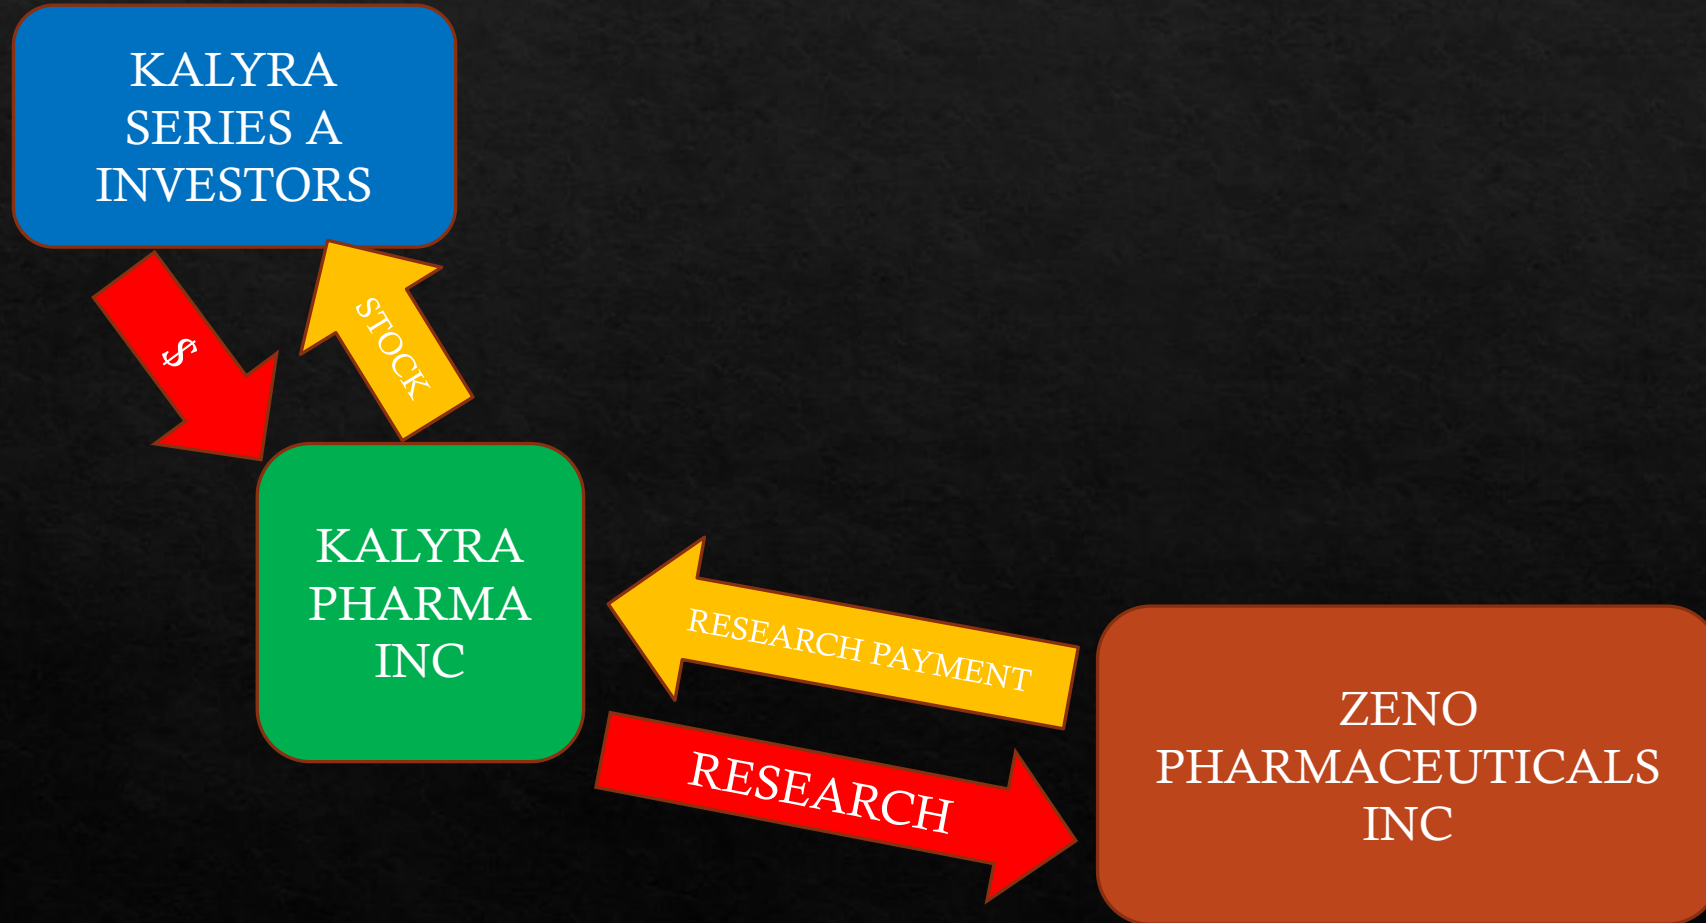 KALYRA
SERIES A
INVESTORS
$
STOCK
KALYRA
PHARMA
INC
RESEARCH PAYMENT
RESEARCH
ZENO
PHARMACEUTICALS
INC